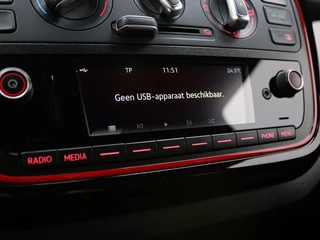 TP 11:51 24.5°C
Geen USB-apparaat beschikbaar.
RADIO MEDIA PHONE MENU